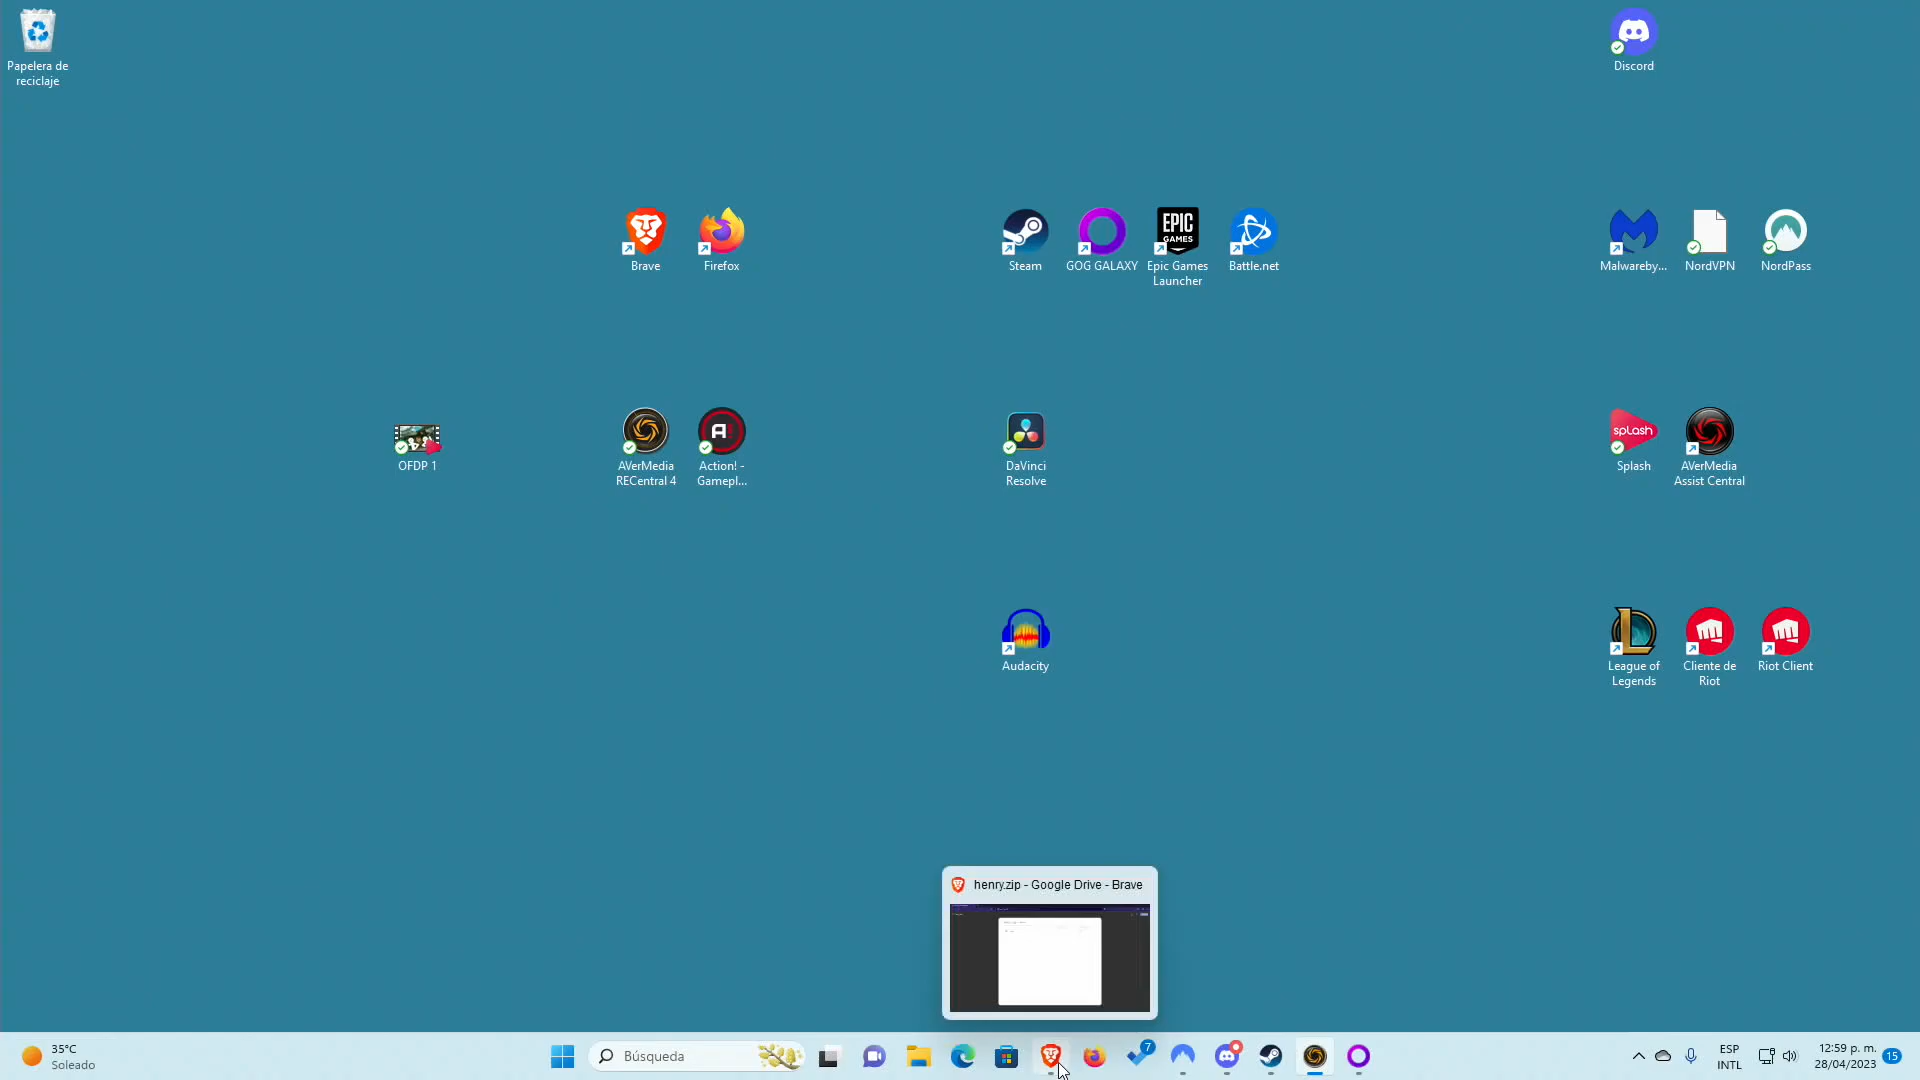 Papelera de
reciclaje
Discord
Brave
Firefox
Steam
GOG GALAXY
EPIC
GAMES
Epic Games
Launcher
Battle.net
Malwareby...
NordVPN
NordPass
OFDP 1
AVerMedia
RECentral 4
A!
Action! -
Gamepl...
DaVinci
Resolve
splash
Splash
AVerMedia
Assist Central
Audacity
League of
Legends
Cliente de
Riot
Riot Client
henry.zip - Google Drive - Brave
35°C
Soleado
Búsqueda
7
ESP
INTL
12:59 p. m.
28/04/2023
15